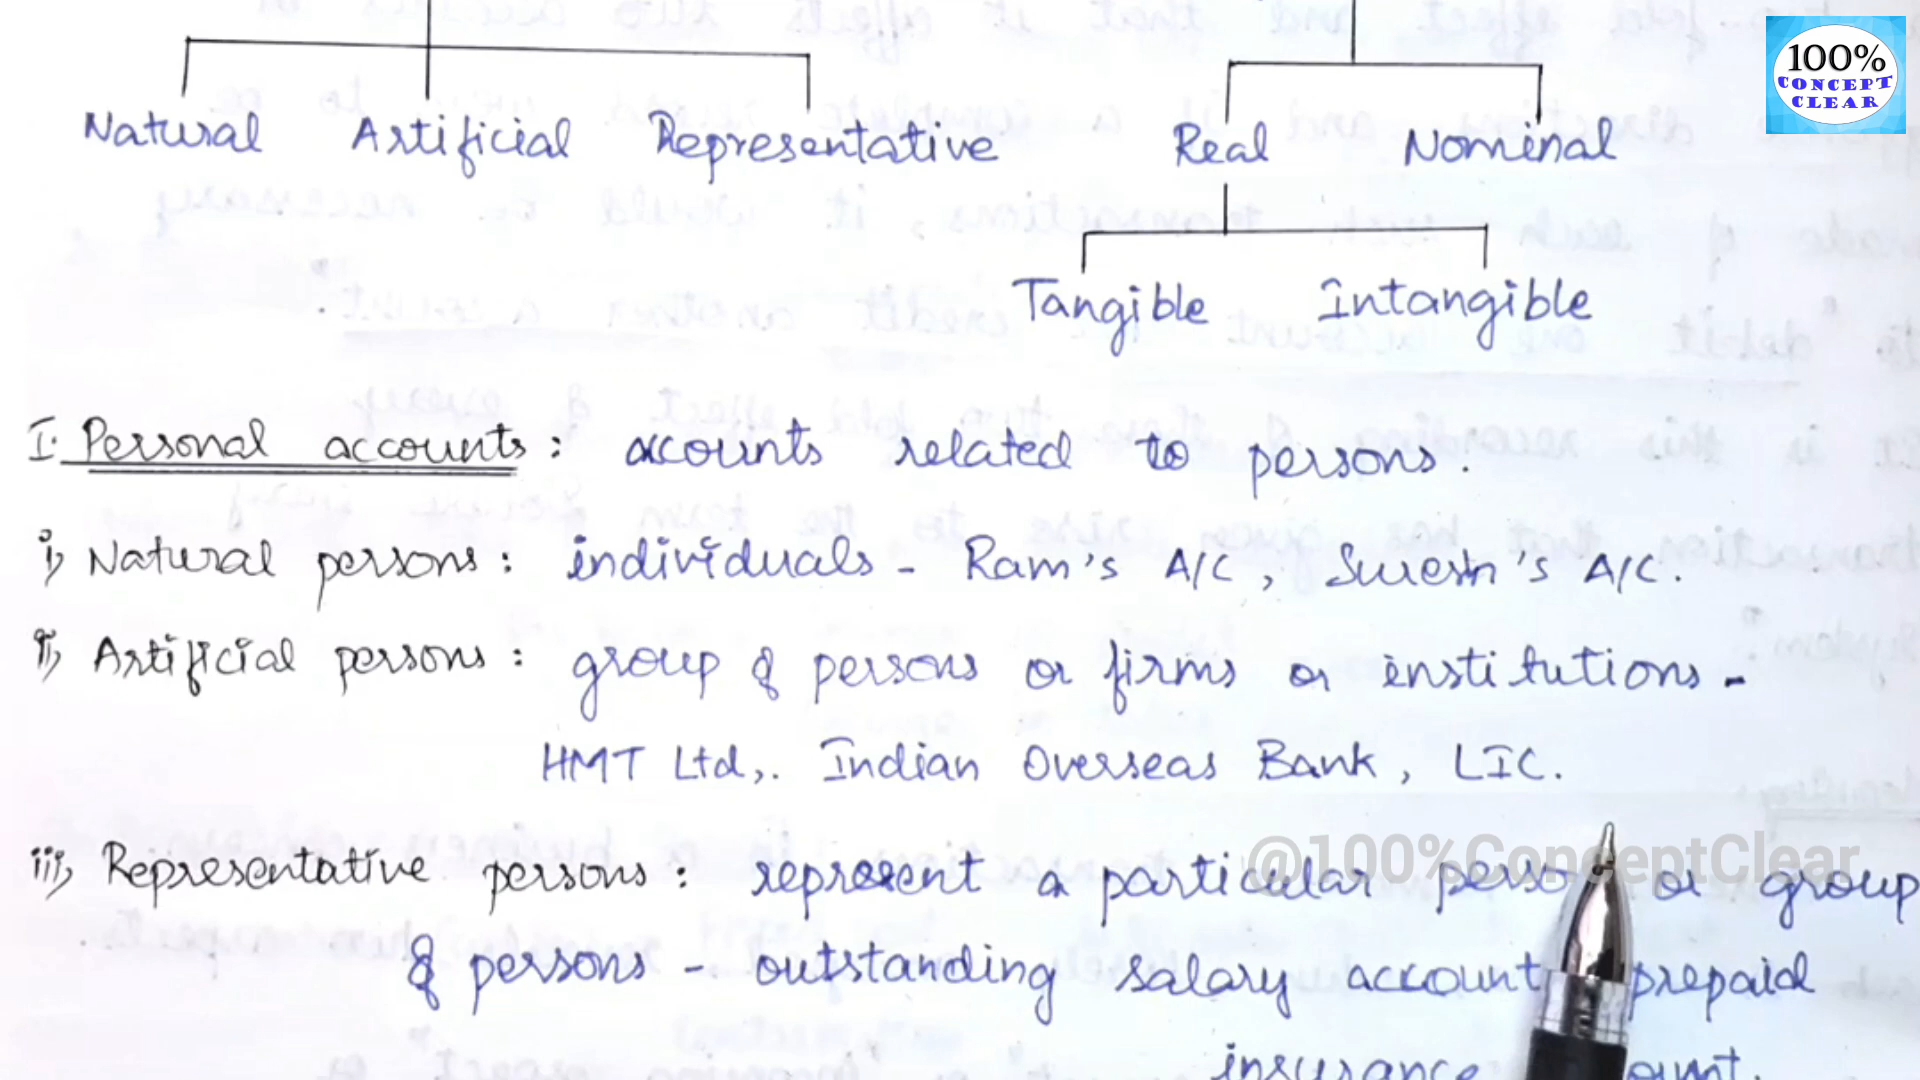 Natural Artificial Representative Real Nominal
100%
CONCEPT
CLEAR
Tangible Intangible
I. Personal accounts: accounts related to persons.
i) Natural persons: individuals - Ram's A/C, Suresh's A/C.
ii) Artificial persons: group of persons or firms or institutions -
HMT Ltd,. Indian Overseas Bank, LIC.
@100%ConceptClear
iii) Representative persons: represent a particular person or group
of persons - outstanding salary account prepaid
insurance